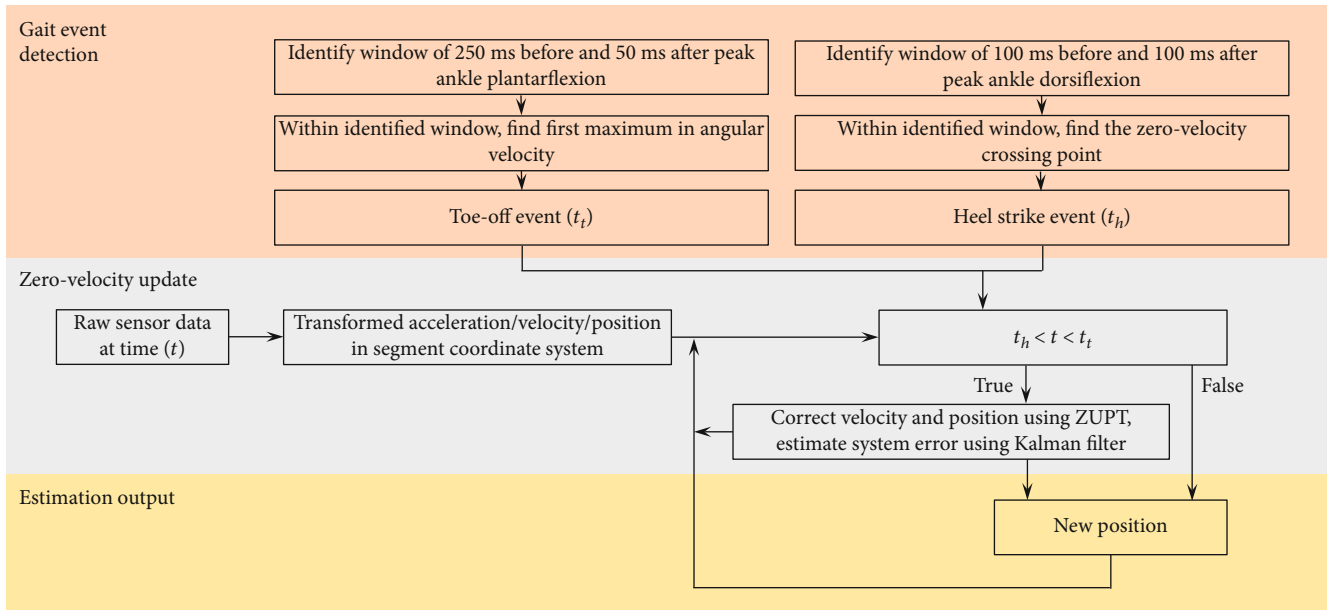 Gait event
detection
Identify window of 250 ms before and 50 ms after peak
ankle plantarflexion
Identify window of 100 ms before and 100 ms after
peak ankle dorsiflexion
Within identified window, find first maximum in angular
velocity
Within identified window, find the zero-velocity
crossing point
Toe-off event (tₜ)
Heel strike event (tₕ)
Zero-velocity update
Raw sensor data
at time (t)
Transformed acceleration/velocity/position
in segment coordinate system
tₕ < t < tₜ
True
False
Correct velocity and position using ZUPT,
estimate system error using Kalman filter
Estimation output
New position